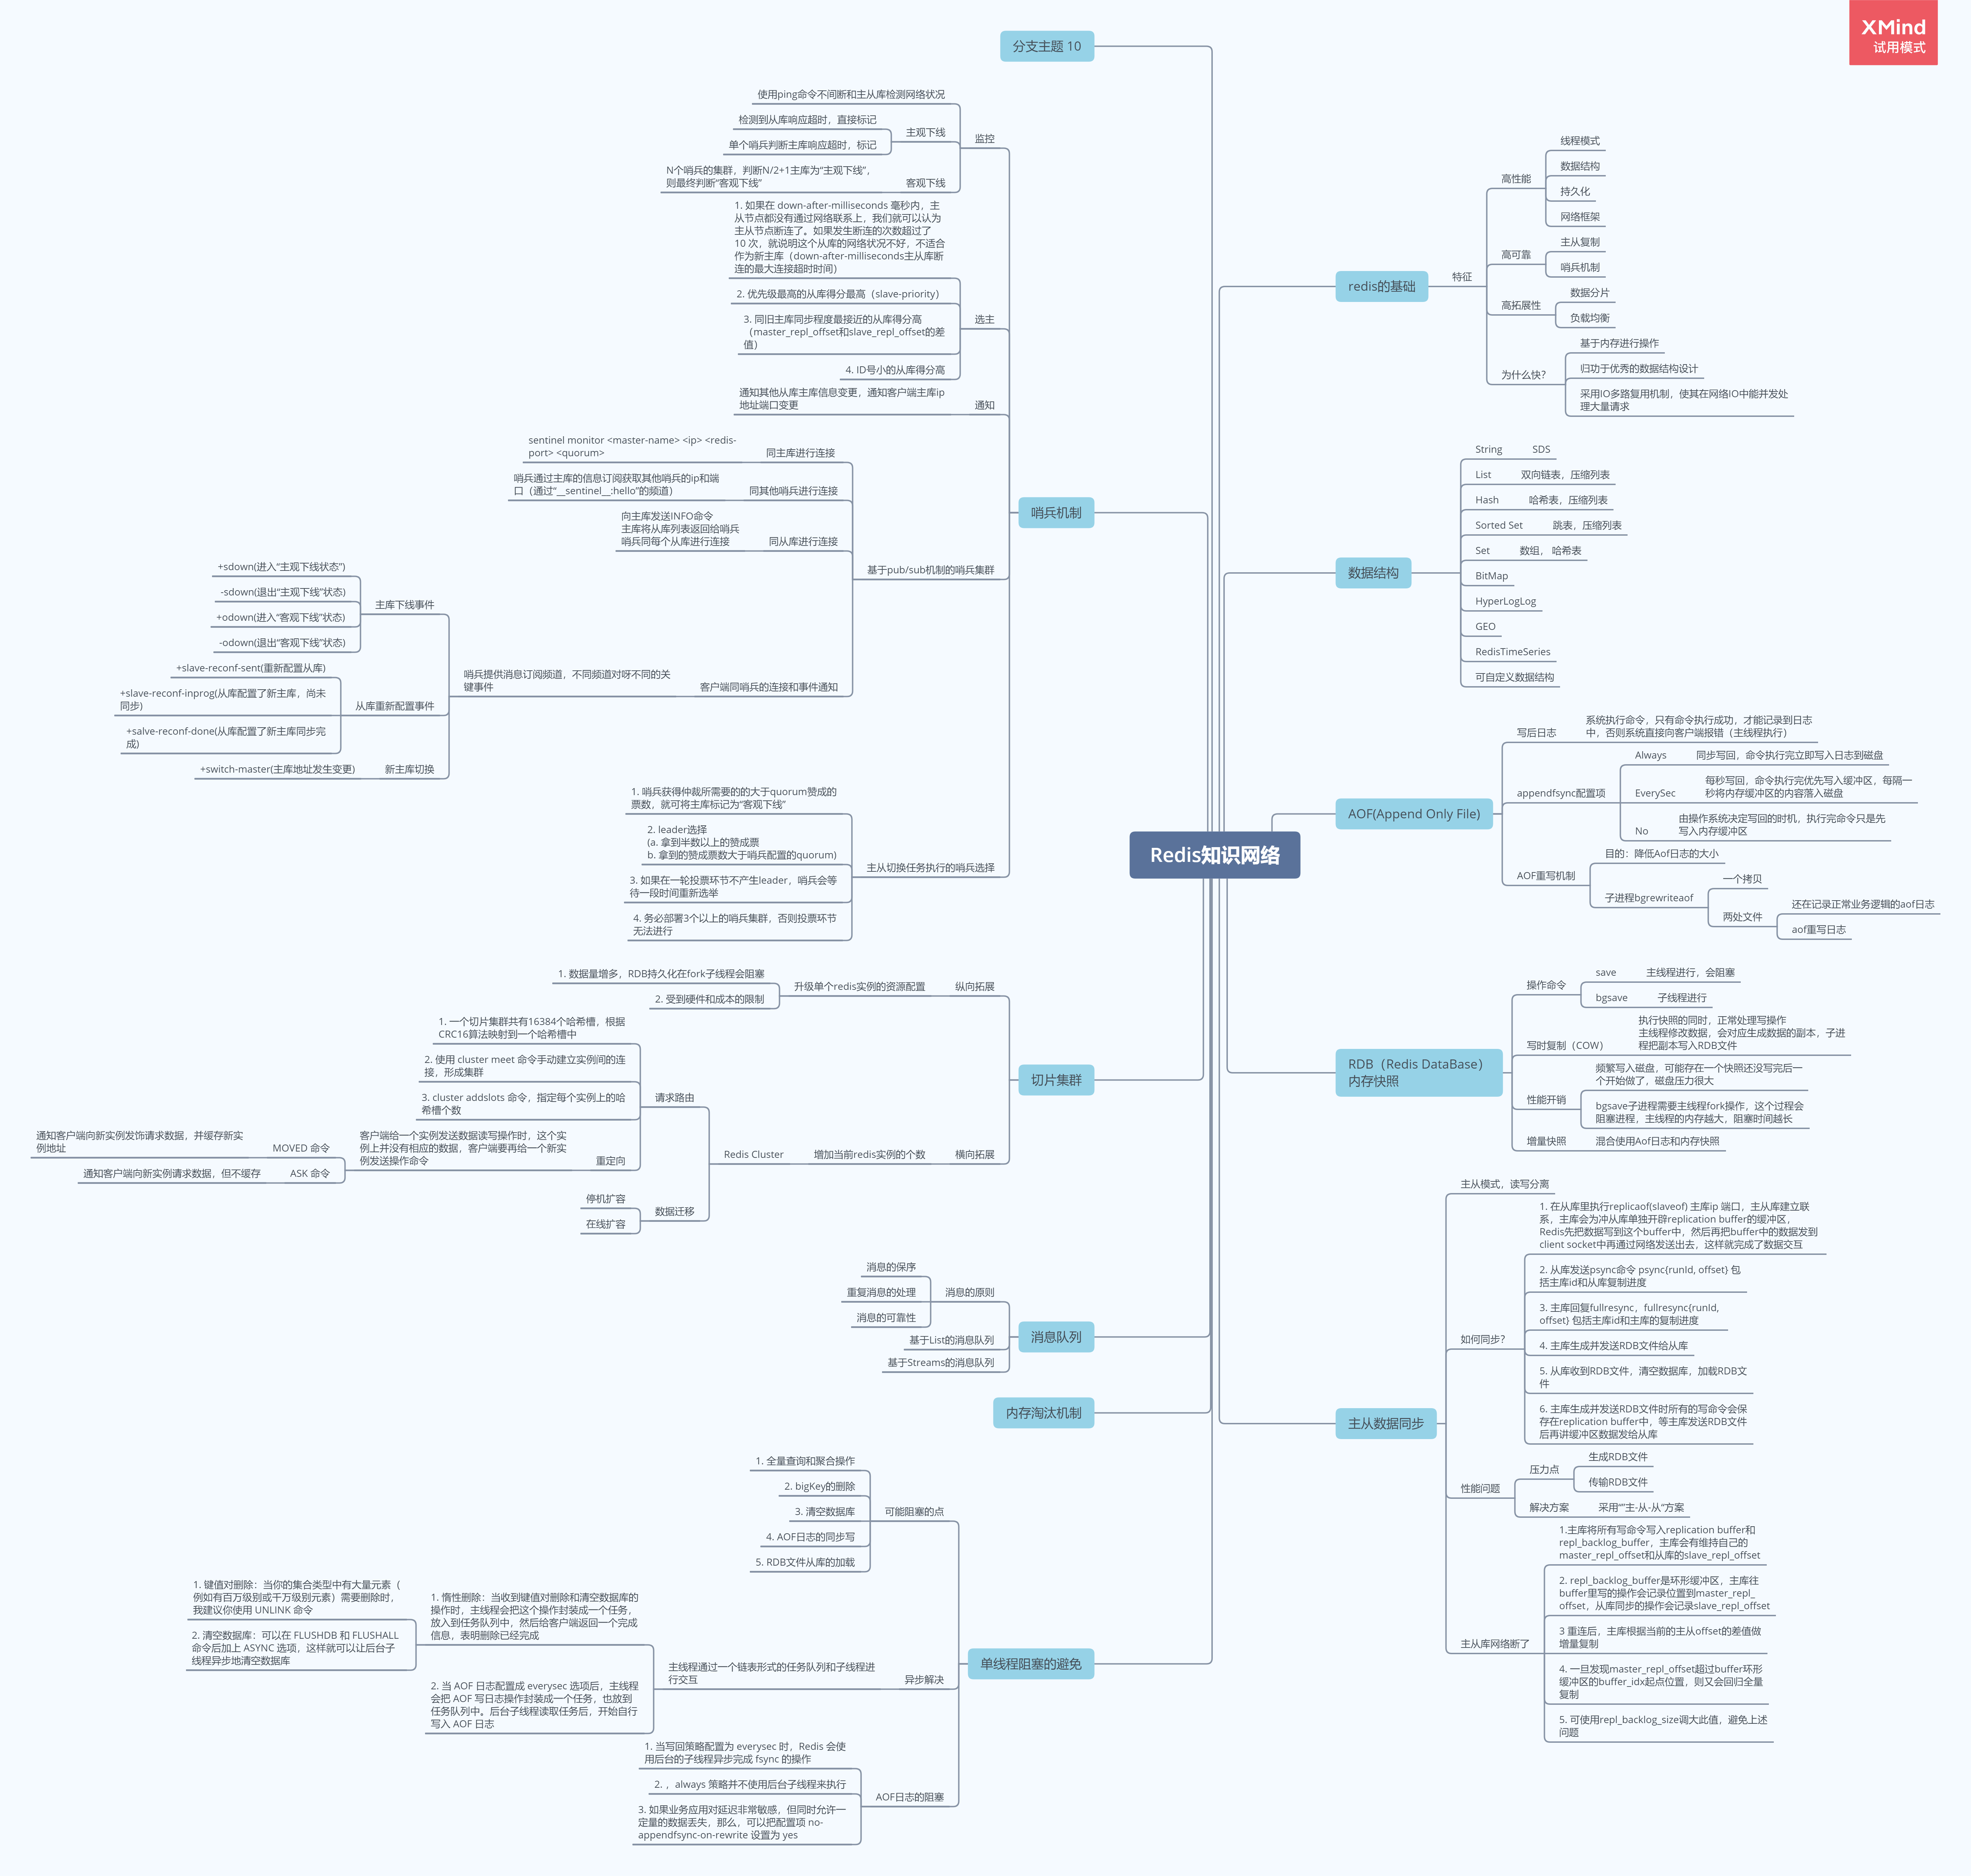 XMind
试用模式
Redis知识网络
redis的基础
特征
高性能
线程模式
数据结构
持久化
网络框架
高可靠
主从复制
哨兵机制
高拓展性
数据分片
负载均衡
为什么快?
基于内存进行操作
归功于优秀的数据结构设计
采用IO多路复用机制，使其在网络IO中能并发处
理大量请求
数据结构
String
SDS
List
双向链表，压缩列表
Hash
哈希表，压缩列表
Sorted Set
跳表，压缩列表
Set
数组， 哈希表
BitMap
HyperLogLog
GEO
RedisTimeSeries
可自定义数据结构
AOF(Append Only File)
写后日志
系统执行命令，只有命令执行成功，才能记录到日志
中，否则系统直接向客户端报错（主线程执行）
appendfsync配置项
Always
同步写回，命令执行完立即写入日志到磁盘
EverySec
每秒写回，命令执行完优先写入缓冲区，每隔一
秒将内存缓冲区的内容落入磁盘
No
由操作系统决定写回的时机，执行完命令只是先
写入内存缓冲区
AOF重写机制
目的：降低Aof日志的大小
子进程bgrewriteaof
一个拷贝
两处文件
还在记录正常业务逻辑的aof日志
aof重写日志
RDB（Redis DataBase）
内存快照
操作命令
save
主线程进行，会阻塞
bgsave
子线程进行
写时复制（COW）
执行快照的同时，正常处理写操作
主线程修改数据，会对应生成数据的副本，子进
程把副本写入RDB文件
性能开销
频繁写入磁盘，可能存在一个快照还没写完后一
个开始做了，磁盘压力很大
bgsave子进程需要主线程fork操作，这个过程会
阻塞进程，主线程的内存越大，阻塞时间越长
增量快照
混合使用Aof日志和内存快照
主从数据同步
主从模式，读写分离
如何同步?
1. 在从库里执行replicaof(slaveof) 主库ip 端口，主从库建立联
系，主库会为冲从库单独开辟replication buffer的缓冲区，
Redis先把数据写到这个buffer中，然后再把buffer中的数据发到
client socket中再通过网络发送出去，这样就完成了数据交互
2. 从库发送psync命令 psync{runId, offset} 包
括主库id和从库复制进度
3. 主库回复fullresync，fullresync{runId,
offset} 包括主库id和主库的复制进度
4. 主库生成并发送RDB文件给从库
5. 从库收到RDB文件，清空数据库，加载RDB文
件
6. 主库生成并发送RDB文件时所有的写命令会保
存在replication buffer中，等主库发送RDB文件
后再讲缓冲区数据发给从库
性能问题
压力点
生成RDB文件
传输RDB文件
解决方案
采用“”主-从-从“方案
主从库网络断了
1.主库将所有写命令写入replication buffer和
repl_backlog_buffer，主库会有维持自己的
master_repl_offset和从库的slave_repl_offset
2. repl_backlog_buffer是环形缓冲区，主库往
buffer里写的操作会记录位置到master_repl_
offset，从库同步的操作会记录slave_repl_offset
3 重连后，主库根据当前的主从offset的差值做
增量复制
4. 一旦发现master_repl_offset超过buffer环形
缓冲区的buffer_idx起点位置，则又会回归全量
复制
5. 可使用repl_backlog_size调大此值，避免上述
问题
分支主题 10
哨兵机制
监控
使用ping命令不间断和主从库检测网络状况
主观下线
检测到从库响应超时，直接标记
单个哨兵判断主库响应超时，标记
客观下线
N个哨兵的集群，判断N/2+1主库为“主观下线”，
则最终判断“客观下线”
选主
1. 如果在 down-after-milliseconds 毫秒内，主
从节点都没有通过网络联系上，我们就可以认为
主从节点断连了。如果发生断连的次数超过了
10 次，就说明这个从库的网络状况不好，不适合
作为新主库（down-after-milliseconds主从库断
连的最大连接超时时间）
2. 优先级最高的从库得分最高（slave-priority）
3. 同旧主库同步程度最接近的从库得分高
（master_repl_offset和slave_repl_offset的差
值）
4. ID号小的从库得分高
通知
通知其他从库主库信息变更，通知客户端主库ip
地址端口变更
基于pub/sub机制的哨兵集群
同主库进行连接
sentinel monitor <master-name> <ip> <redis-
port> <quorum>
同其他哨兵进行连接
哨兵通过主库的信息订阅获取其他哨兵的ip和端
口（通过“__sentinel__:hello”的频道）
同从库进行连接
向主库发送INFO命令
主库将从库列表返回给哨兵
哨兵同每个从库进行连接
客户端同哨兵的连接和事件通知
哨兵提供消息订阅频道，不同频道对呀不同的关
键事件
主库下线事件
+sdown(进入“主观下线状态”)
-sdown(退出“主观下线”状态)
+odown(进入“客观下线”状态)
-odown(退出“客观下线”状态)
从库重新配置事件
+slave-reconf-sent(重新配置从库)
+slave-reconf-inprog(从库配置了新主库，尚未
同步)
+salve-reconf-done(从库配置了新主库同步完
成)
新主库切换
+switch-master(主库地址发生变更)
主从切换任务执行的哨兵选择
1. 哨兵获得仲裁所需要的的大于quorum赞成的
票数，就可将主库标记为“客观下线”
2. leader选择
(a. 拿到半数以上的赞成票
b. 拿到的赞成票数大于哨兵配置的quorum)
3. 如果在一轮投票环节不产生leader，哨兵会等
待一段时间重新选举
4. 务必部署3个以上的哨兵集群，否则投票环节
无法进行
切片集群
纵向拓展
升级单个redis实例的资源配置
1. 数据量增多，RDB持久化在fork子线程会阻塞
2. 受到硬件和成本的限制
横向拓展
增加当前redis实例的个数
Redis Cluster
请求路由
1. 一个切片集群共有16384个哈希槽，根据
CRC16算法映射到一个哈希槽中
2. 使用 cluster meet 命令手动建立实例间的连
接，形成集群
3. cluster addslots 命令，指定每个实例上的哈
希槽个数
重定向
客户端给一个实例发送数据读写操作时，这个实
例上并没有相应的数据，客户端要再给一个新实
例发送操作命令
MOVED 命令
通知客户端向新实例发饰请求数据，并缓存新实
例地址
ASK 命令
通知客户端向新实例请求数据，但不缓存
数据迁移
停机扩容
在线扩容
消息队列
消息的原则
消息的保序
重复消息的处理
消息的可靠性
基于List的消息队列
基于Streams的消息队列
内存淘汰机制
单线程阻塞的避免
可能阻塞的点
1. 全量查询和聚合操作
2. bigKey的删除
3. 清空数据库
4. AOF日志的同步写
5. RDB文件从库的加载
异步解决
主线程通过一个链表形式的任务队列和子线程进
行交互
1. 惰性删除：当收到键值对删除和清空数据库的
操作时，主线程会把这个操作封装成一个任务，
放入到任务队列中，然后给客户端返回一个完成
信息，表明删除已经完成
1. 键值对删除：当你的集合类型中有大量元素（
例如有百万级别或千万级别元素）需要删除时，
我建议你使用 UNLINK 命令
2. 清空数据库：可以在 FLUSHDB 和 FLUSHALL
命令后加上 ASYNC 选项，这样就可以让后台子
线程异步地清空数据库
2. 当 AOF 日志配置成 everysec 选项后，主线程
会把 AOF 写日志操作封装成一个任务，也放到
任务队列中。后台子线程读取任务后，开始自行
写入 AOF 日志
AOF日志的阻塞
1. 当写回策略配置为 everysec 时，Redis 会使
用后台的子线程异步完成 fsync 的操作
2. ，always 策略并不使用后台子线程来执行
3. 如果业务应用对延迟非常敏感，但同时允许一
定量的数据丢失，那么，可以把配置项 no-
appendfsync-on-rewrite 设置为 yes